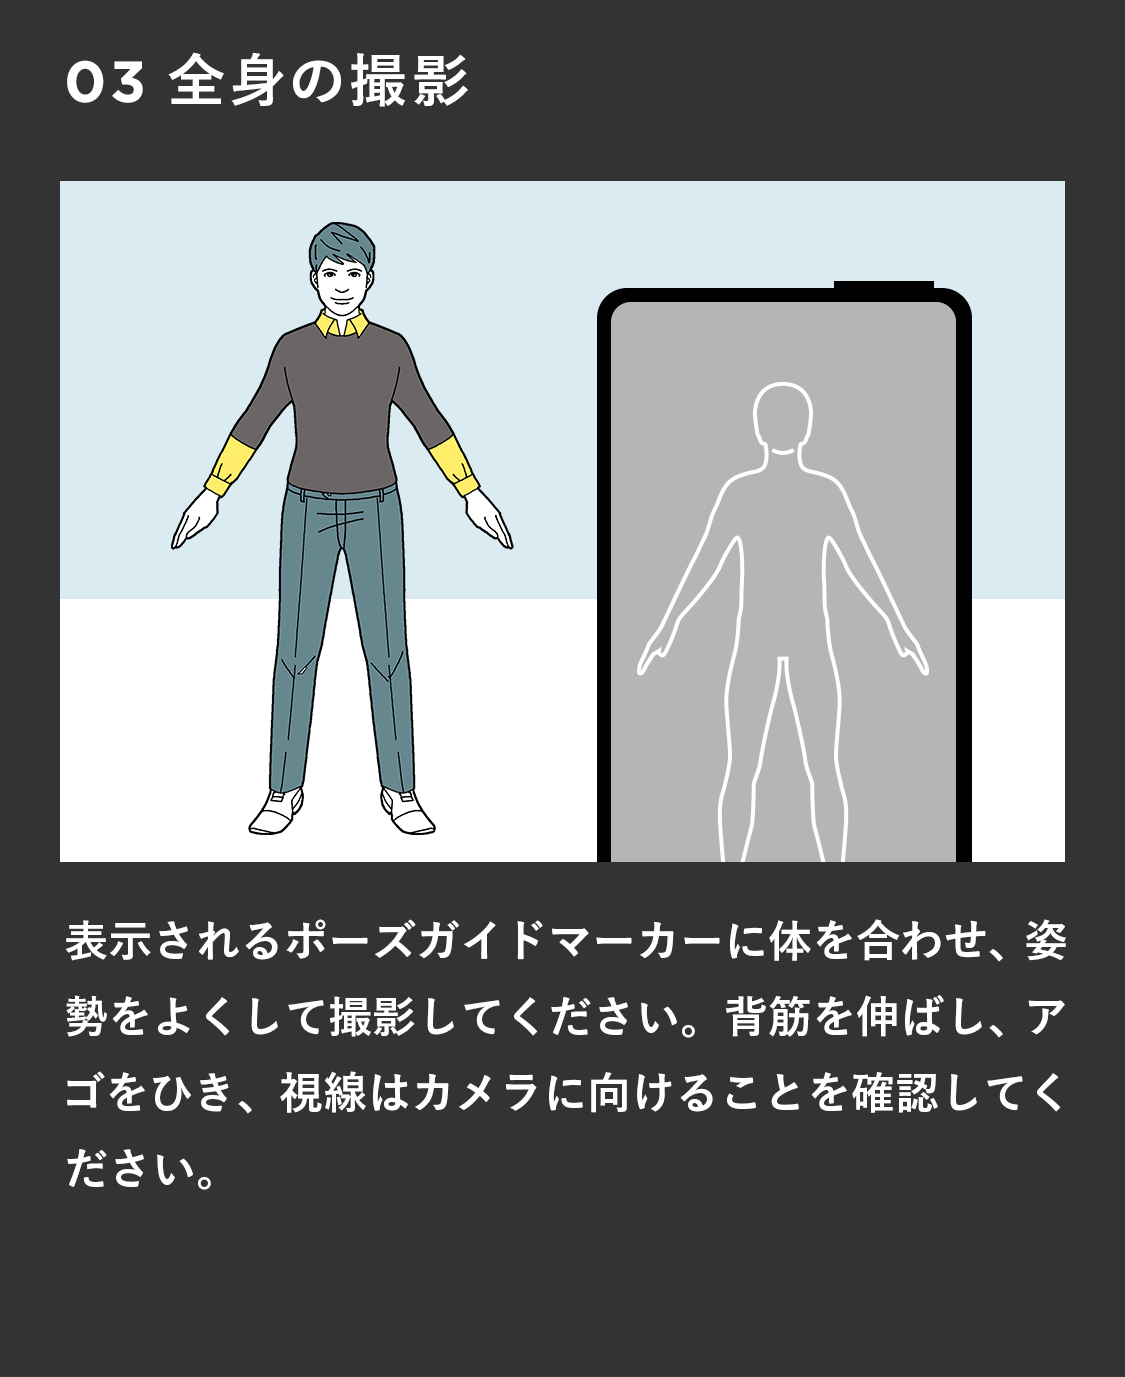 03 全身の撮影
表示されるポーズガイドマーカーに体を合わせ、姿
勢をよくして撮影してください。背筋を伸ばし、ア
ゴをひき、視線はカメラに向けることを確認してく
ださい。